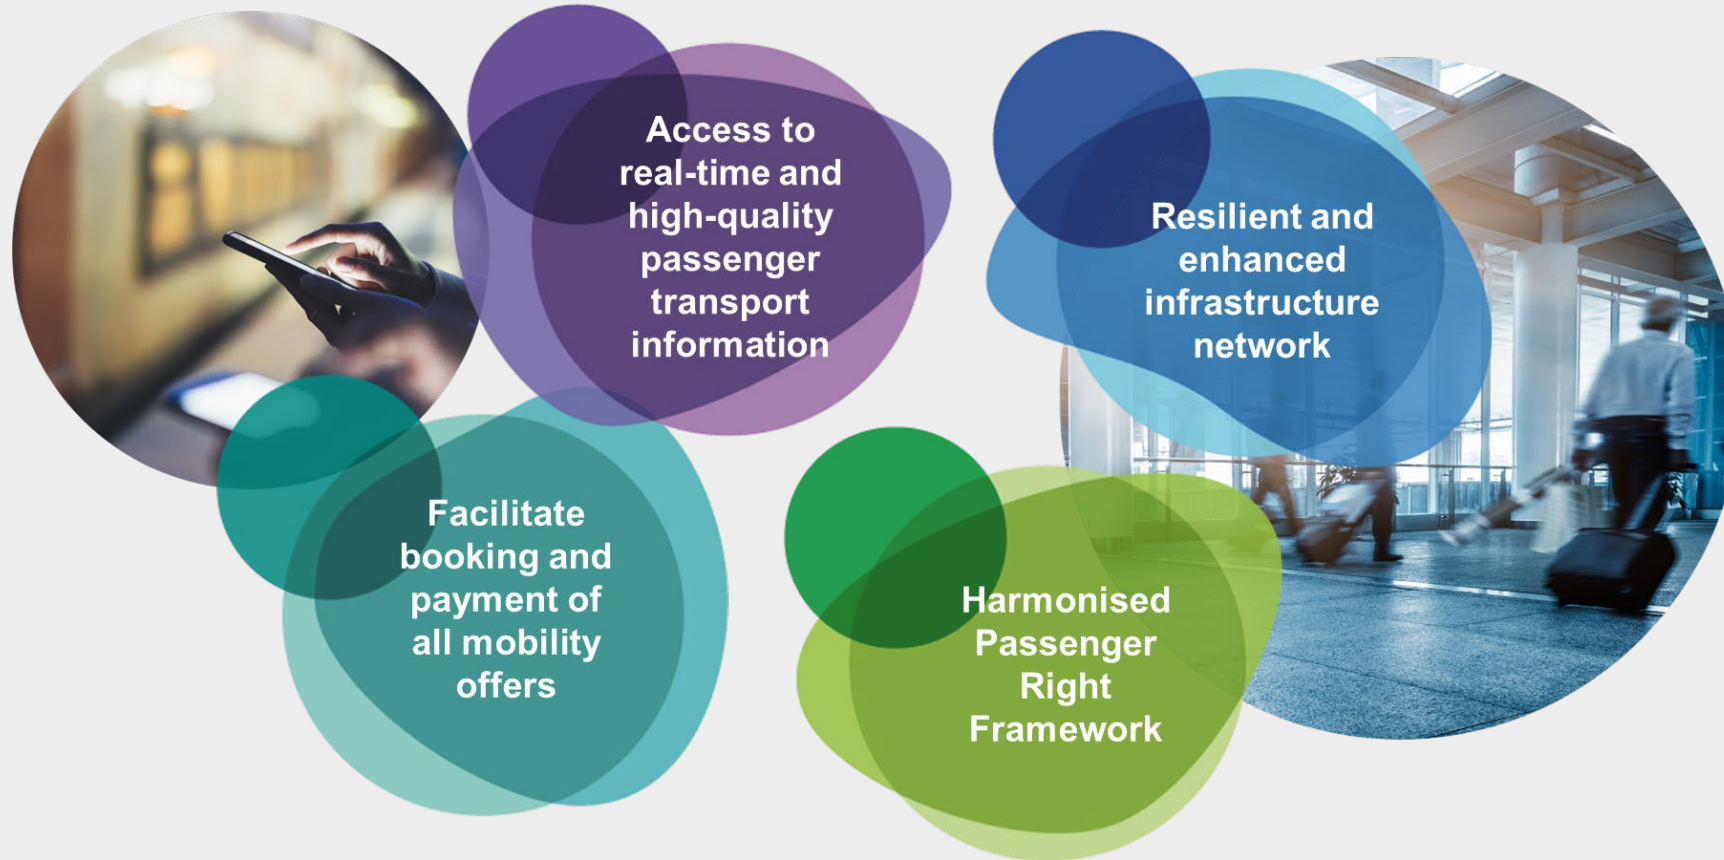 Access to
real-time and
high-quality
passenger
transport
information
Resilient and
enhanced
infrastructure
network
Facilitate
booking and
payment of
all mobility
offers
Harmonised
Passenger
Right
Framework